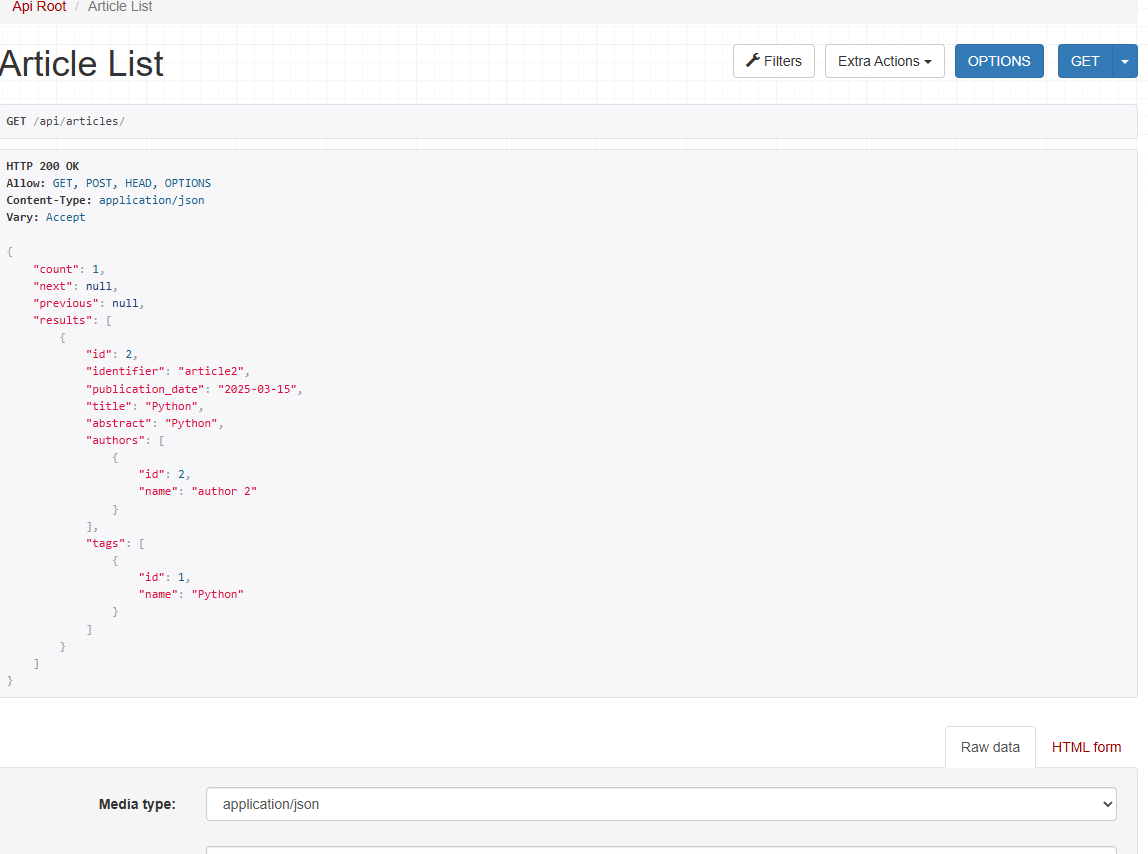 Api Root / Article List
Article List
Filters Extra Actions OPTIONS GET
GET /api/articles/
HTTP 200 OK
Allow: GET, POST, HEAD, OPTIONS
Content-Type: application/json
Vary: Accept
{
    "count": 1,
    "next": null,
    "previous": null,
    "results": [
        {
            "id": 2,
            "identifier": "article2",
            "publication_date": "2025-03-15",
            "title": "Python",
            "abstract": "Python",
            "authors": [
                {
                    "id": 2,
                    "name": "author 2"
                }
            ],
            "tags": [
                {
                    "id": 1,
                    "name": "Python"
                }
            ]
        }
    ]
}
Raw data HTML form
Media type: application/json